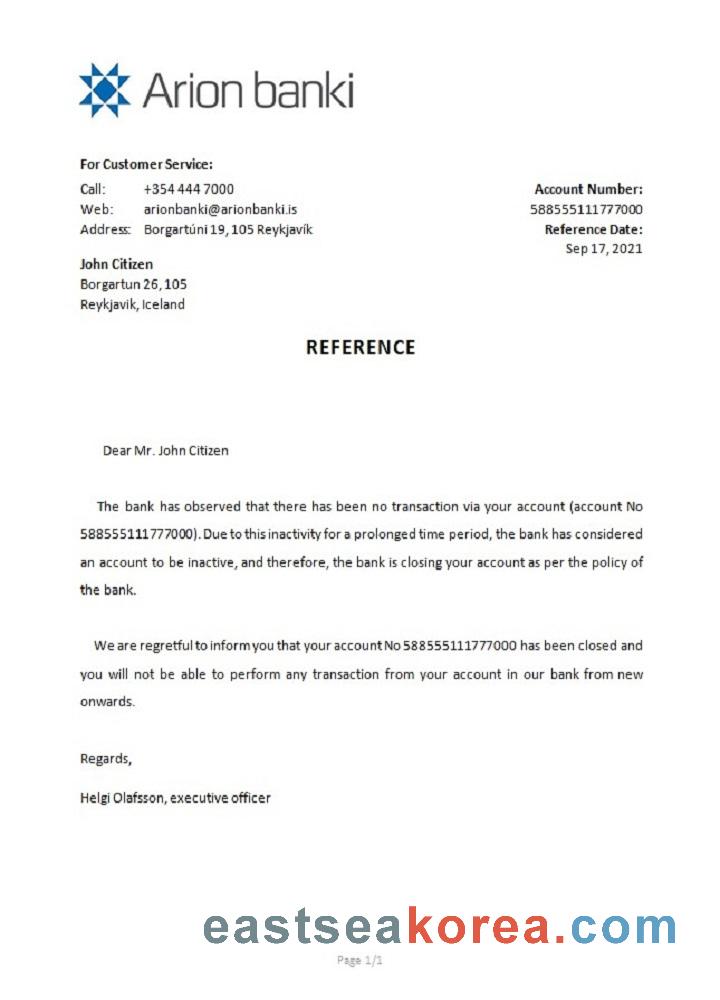 Arion banki
For Customer Service:
Call: +354 444 7000
Web: arionbanki@arionbanki.is
Address: Borgartúni 19, 105 Reykjavík
Account Number:
588555111777000
Reference Date:
Sep 17, 2021
John Citizen
Borgartun 26, 105
Reykjavik, Iceland
REFERENCE
Dear Mr. John Citizen
The bank has observed that there has been no transaction via your account (account No
588555111777000). Due to this inactivity for a prolonged time period, the bank has considered
an account to be inactive, and therefore, the bank is closing your account as per the policy of
the bank.
We are regretful to inform you that your account No 588555111777000 has been closed and
you will not be able to perform any transaction from your account in our bank from new
onwards.
Regards,
Helgi Olafsson, executive officer
eastseakorea.com
Page 1/1